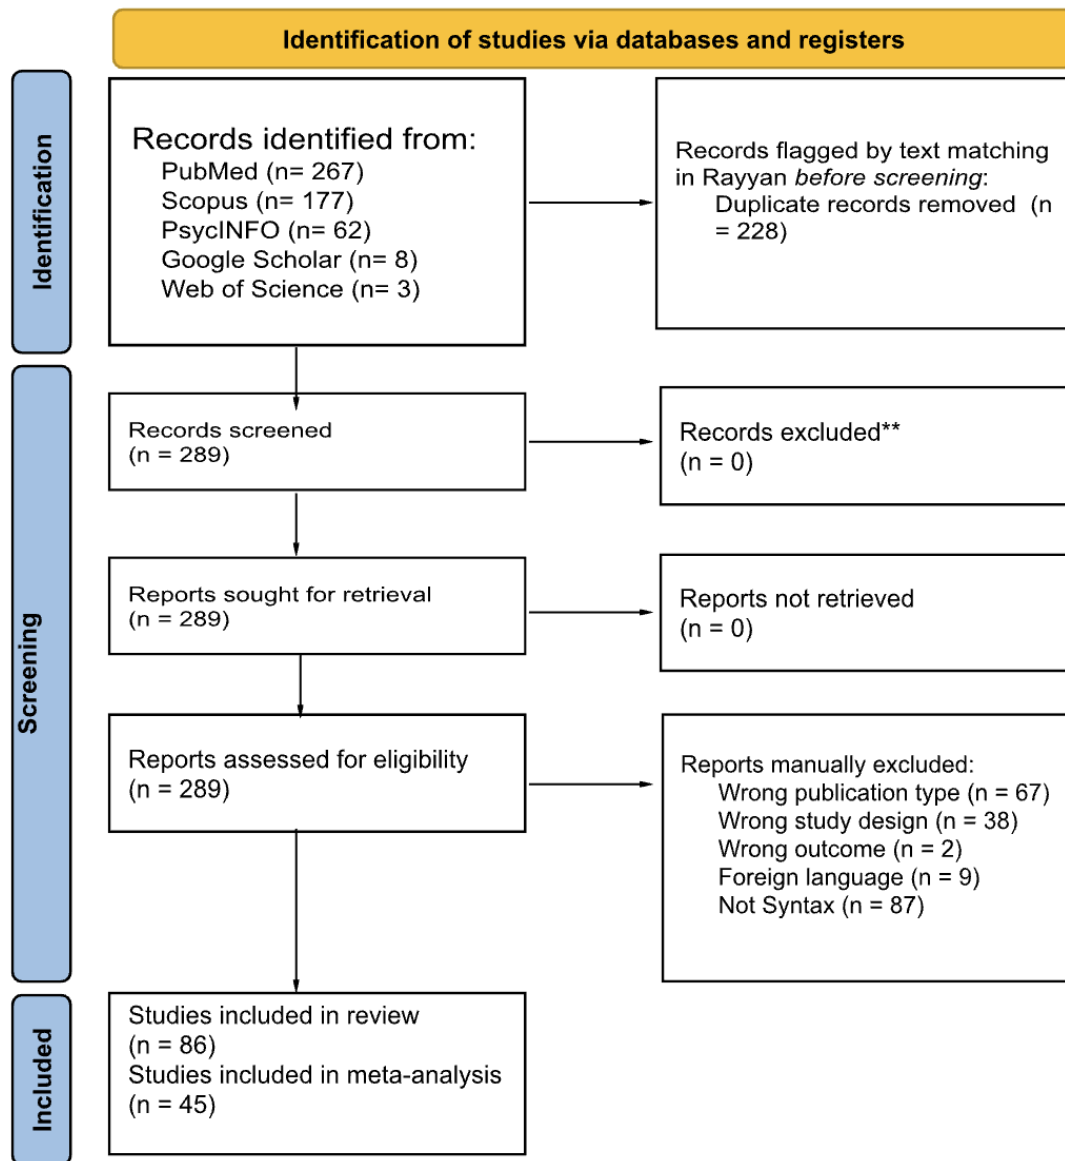 Identification of studies via databases and registers
Identification
Records identified from:
PubMed (n= 267)
Scopus (n= 177)
PsycINFO (n= 62)
Google Scholar (n= 8)
Web of Science (n= 3)
Records flagged by text matching
in Rayyan before screening:
Duplicate records removed (n
= 228)
Screening
Records screened
(n = 289)
Records excluded**
(n = 0)
Reports sought for retrieval
(n = 289)
Reports not retrieved
(n = 0)
Reports assessed for eligibility
(n = 289)
Reports manually excluded:
Wrong publication type (n = 67)
Wrong study design (n = 38)
Wrong outcome (n = 2)
Foreign language (n = 9)
Not Syntax (n = 87)
Included
Studies included in review
(n = 86)
Studies included in meta-analysis
(n = 45)